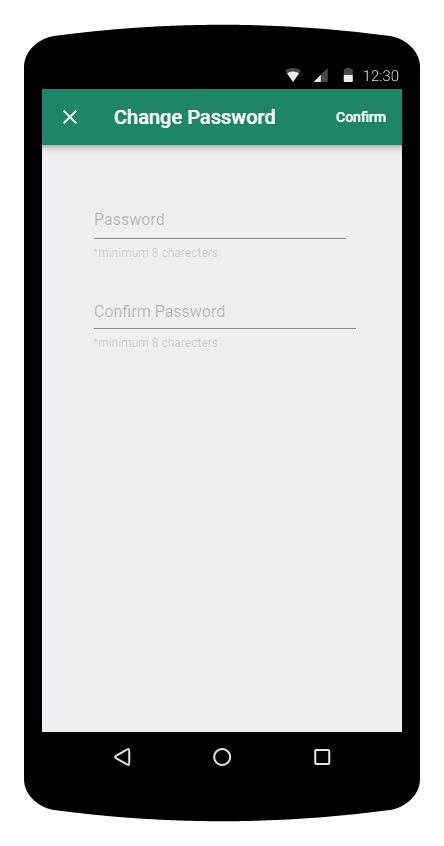 12:30
Change Password Confirm
Password
*minimum 8 charecters
Confirm Password
*minimum 8 charecters